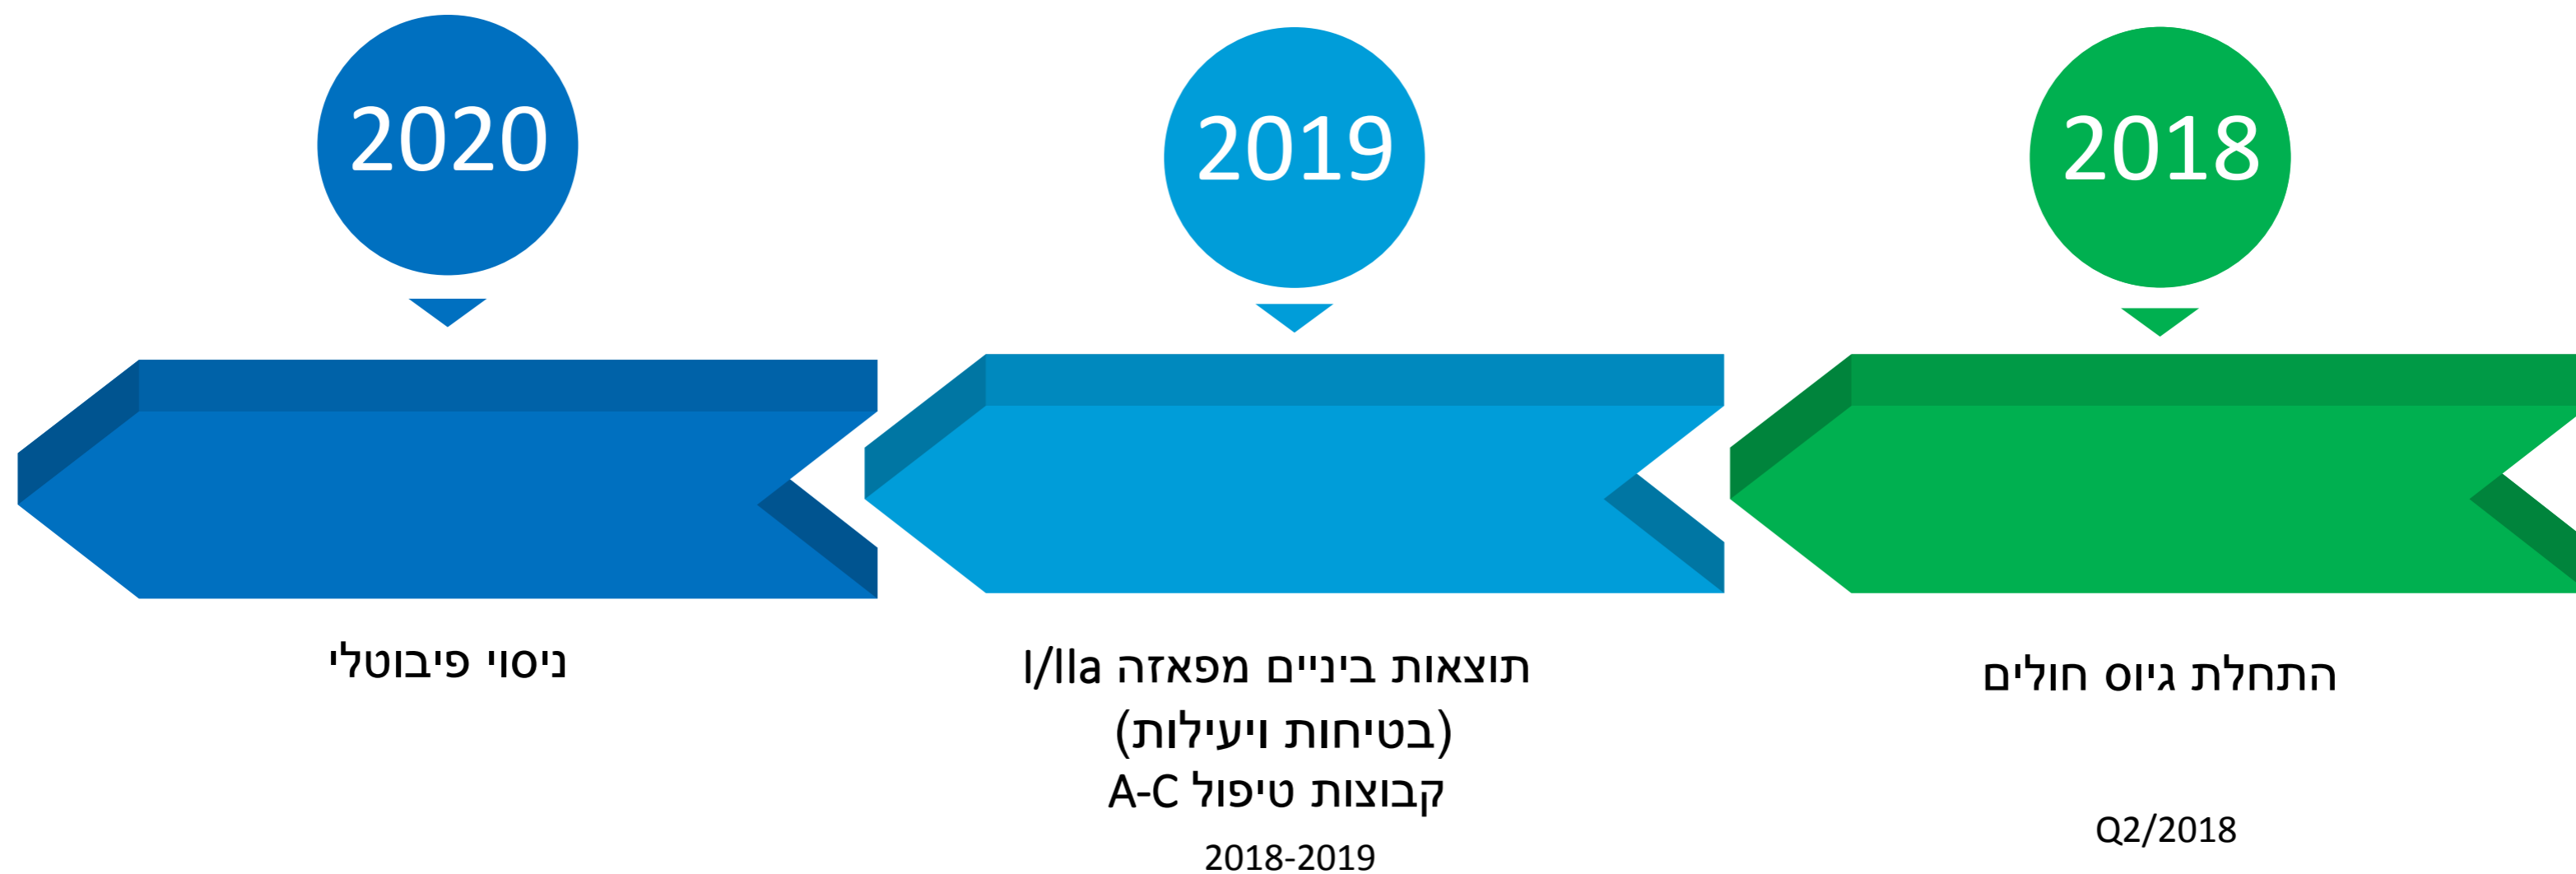 2018
התחלת גיוס חולים
Q2/2018
2019
תוצאות ביניים מפאזה I/IIa
(בטיחות ויעילות)
קבוצות טיפול A-C
2018-2019
2020
ניסוי פיבוטלי